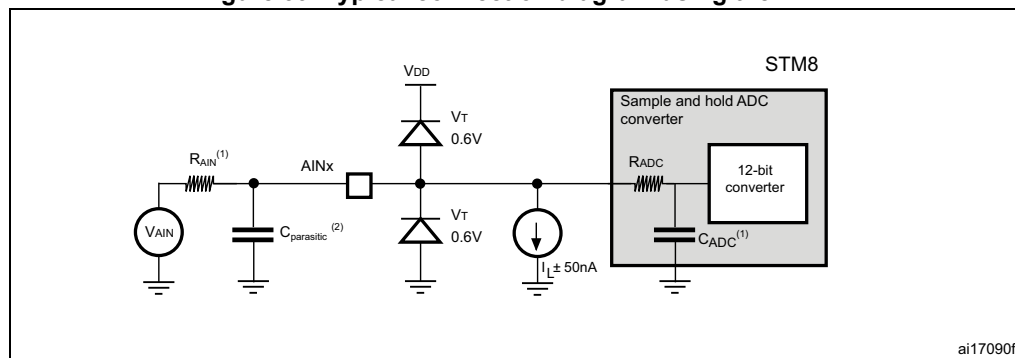 STM8
VDD
Sample and hold ADC
converter
VT
0.6V
RAIN(1)
AINx
RADC
12-bit
converter
VAIN
Cparasitic (2)
VT
0.6V
IL± 50nA
CADC(1)
ai17090f